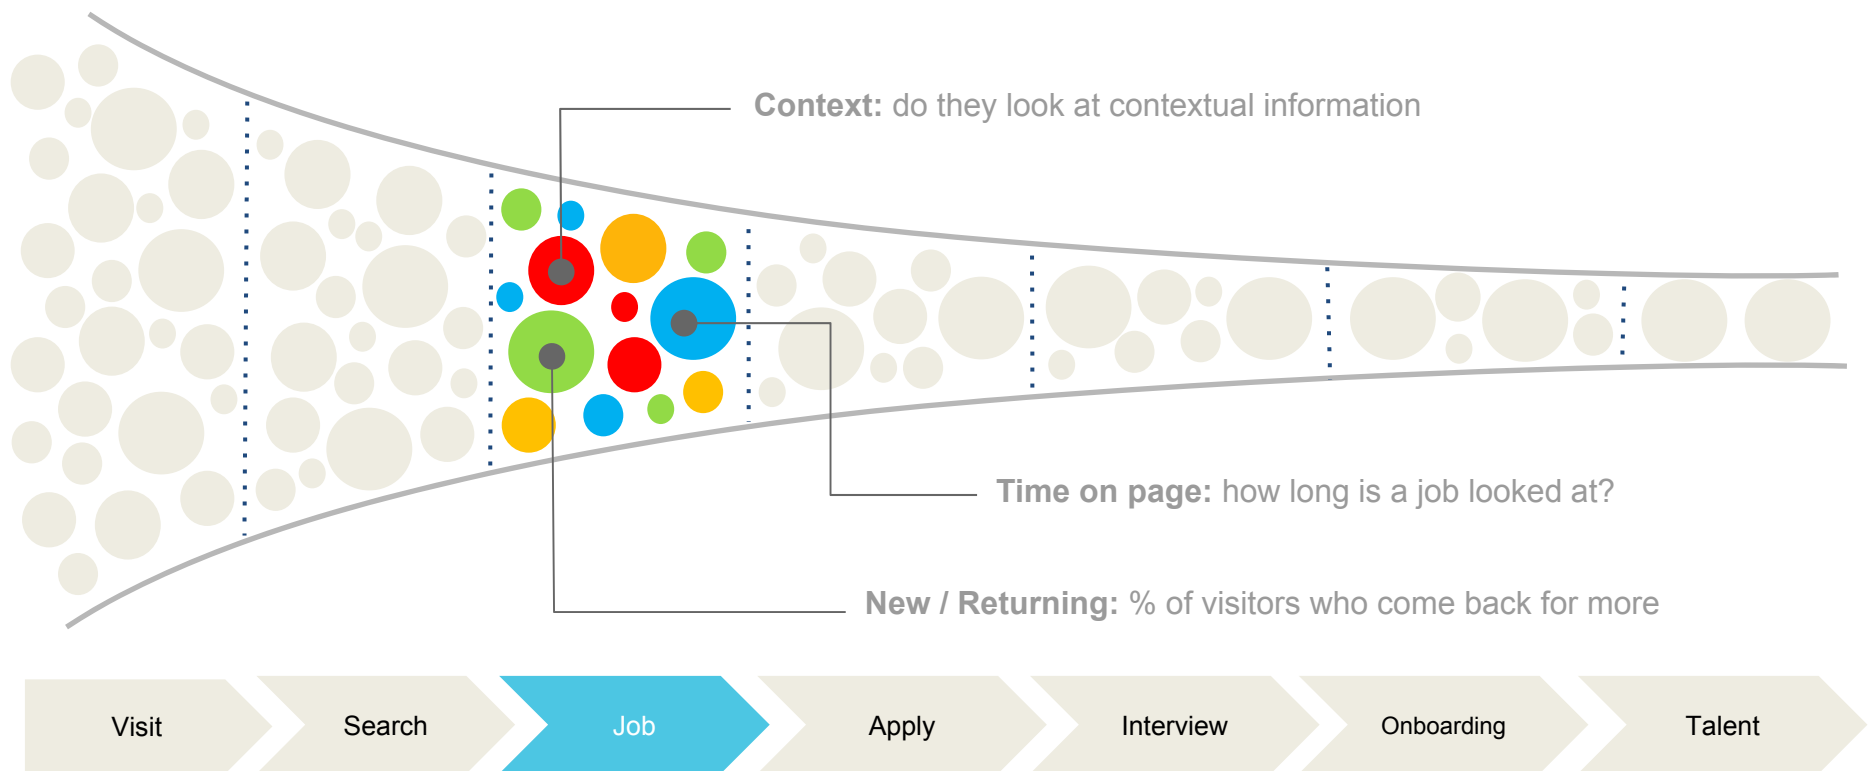 Context: do they look at contextual information
Time on page: how long is a job looked at?
New / Returning: % of visitors who come back for more
Visit
Search
Job
Apply
Interview
Onboarding
Talent